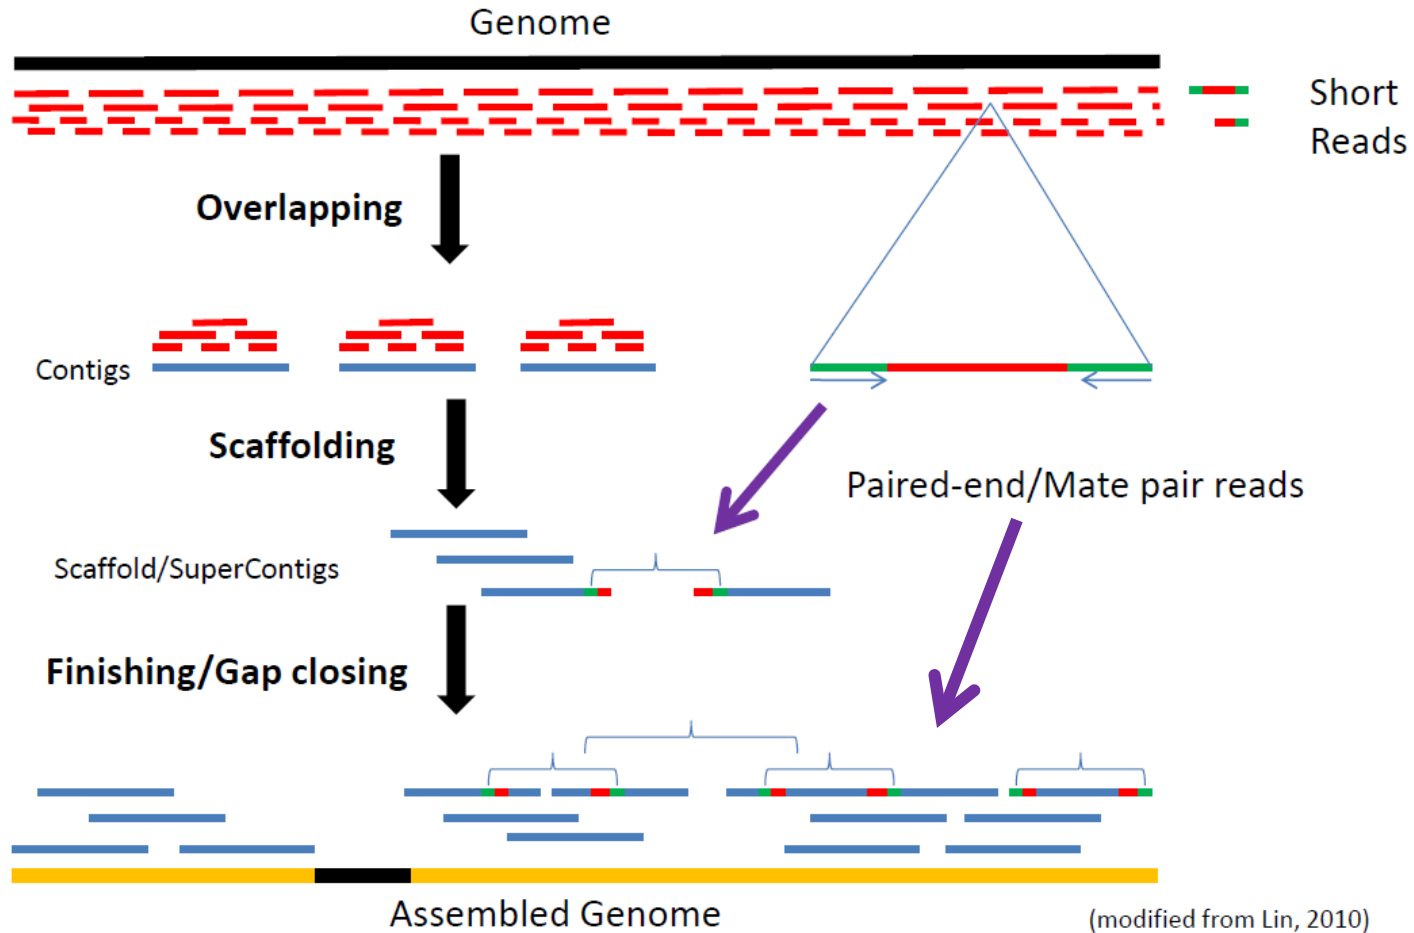 Genome
Short
Reads
Overlapping
Contigs
Scaffolding
Paired-end/Mate pair reads
Scaffold/SuperContigs
Finishing/Gap closing
Assembled Genome
(modified from Lin, 2010)